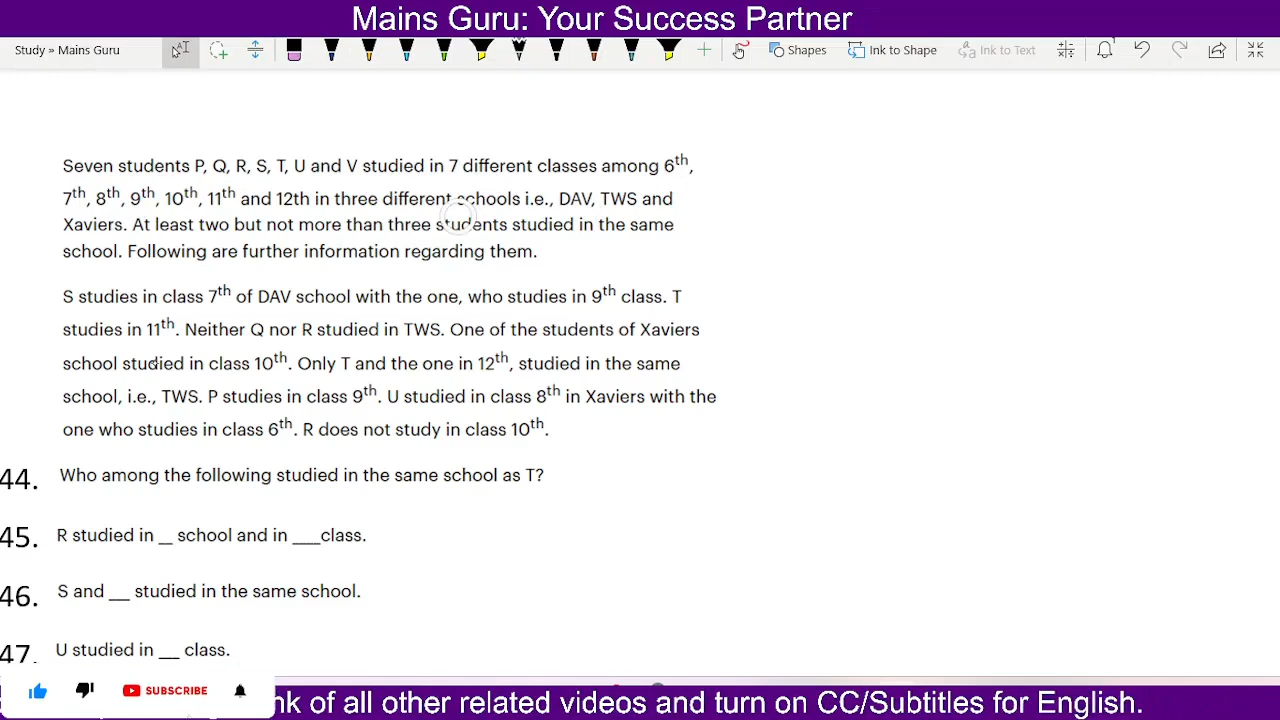 Mains Guru: Your Success Partner
Study » Mains Guru
Shapes
Ink to Shape
Ink to Text
Seven students P, Q, R, S, T, U and V studied in 7 different classes among 6th,
7th, 8th, 9th, 10th, 11th and 12th in three different schools i.e., DAV, TWS and
Xaviers. At least two but not more than three students studied in the same
school. Following are further information regarding them.
S studies in class 7th of DAV school with the one, who studies in 9th class. T
studies in 11th. Neither Q nor R studied in TWS. One of the students of Xaviers
school studied in class 10th. Only T and the one in 12th, studied in the same
school, i.e., TWS. P studies in class 9th. U studied in class 8th in Xaviers with the
one who studies in class 6th. R does not study in class 10th.
44. Who among the following studied in the same school as T?
45. R studied in __ school and in ___class.
46. S and __ studied in the same school.
47. U studied in __ class.
SUBSCRIBE
nk of all other related videos and turn on CC/Subtitles for English.